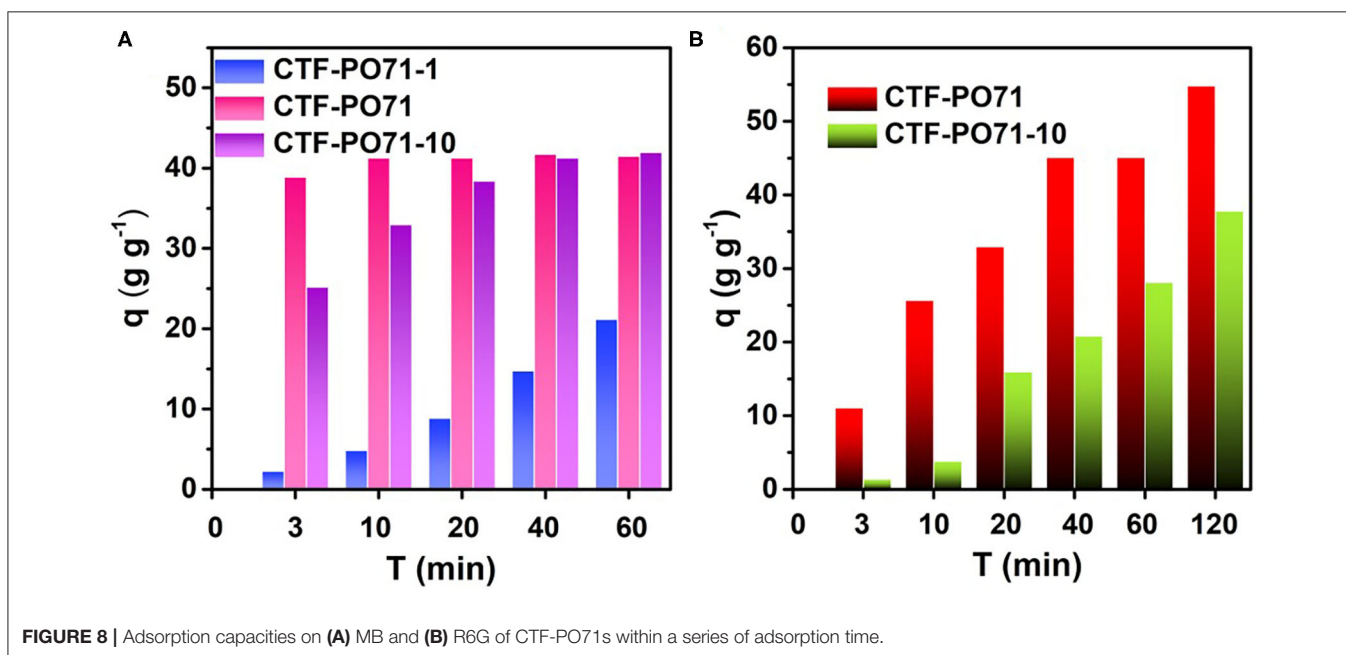 A
CTF-PO71-1
CTF-PO71
CTF-PO71-10
50
40
30
20
10
0
q (g g⁻¹)
0 3 10 20 40 60
T (min)
B
CTF-PO71
CTF-PO71-10
60
50
40
30
20
10
0
q (g g⁻¹)
0 3 10 20 40 60 120
T (min)
FIGURE 8 | Adsorption capacities on (A) MB and (B) R6G of CTF-PO71s within a series of adsorption time.